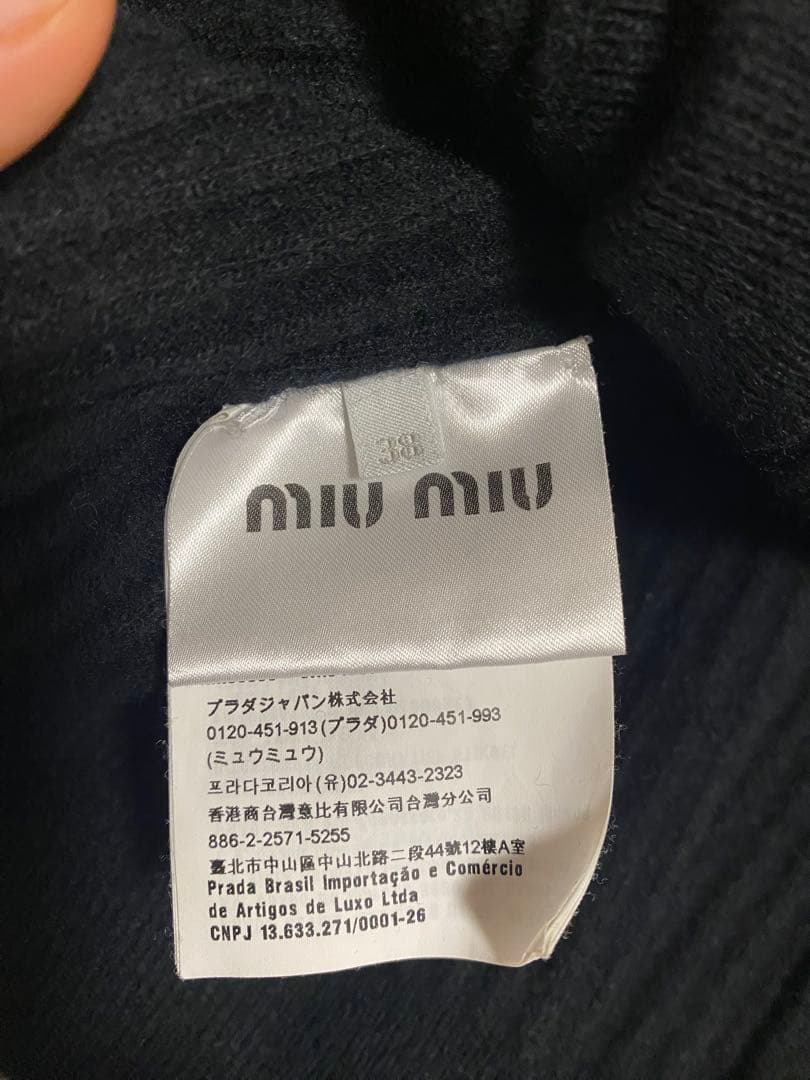 38
miu miu
プラダジャパン株式会社
0120-451-913(プラダ)0120-451-993
(ミュウミュウ)
프라다코리아(유)02-3443-2323
香港商台灣意比有限公司台灣分公司
886-2-2571-5255
臺北市中山區中山北路二段44號12樓A室
Prada Brasil Importação e Comércio
de Artigos de Luxo Ltda
CNPJ 13.633.271/0001-26